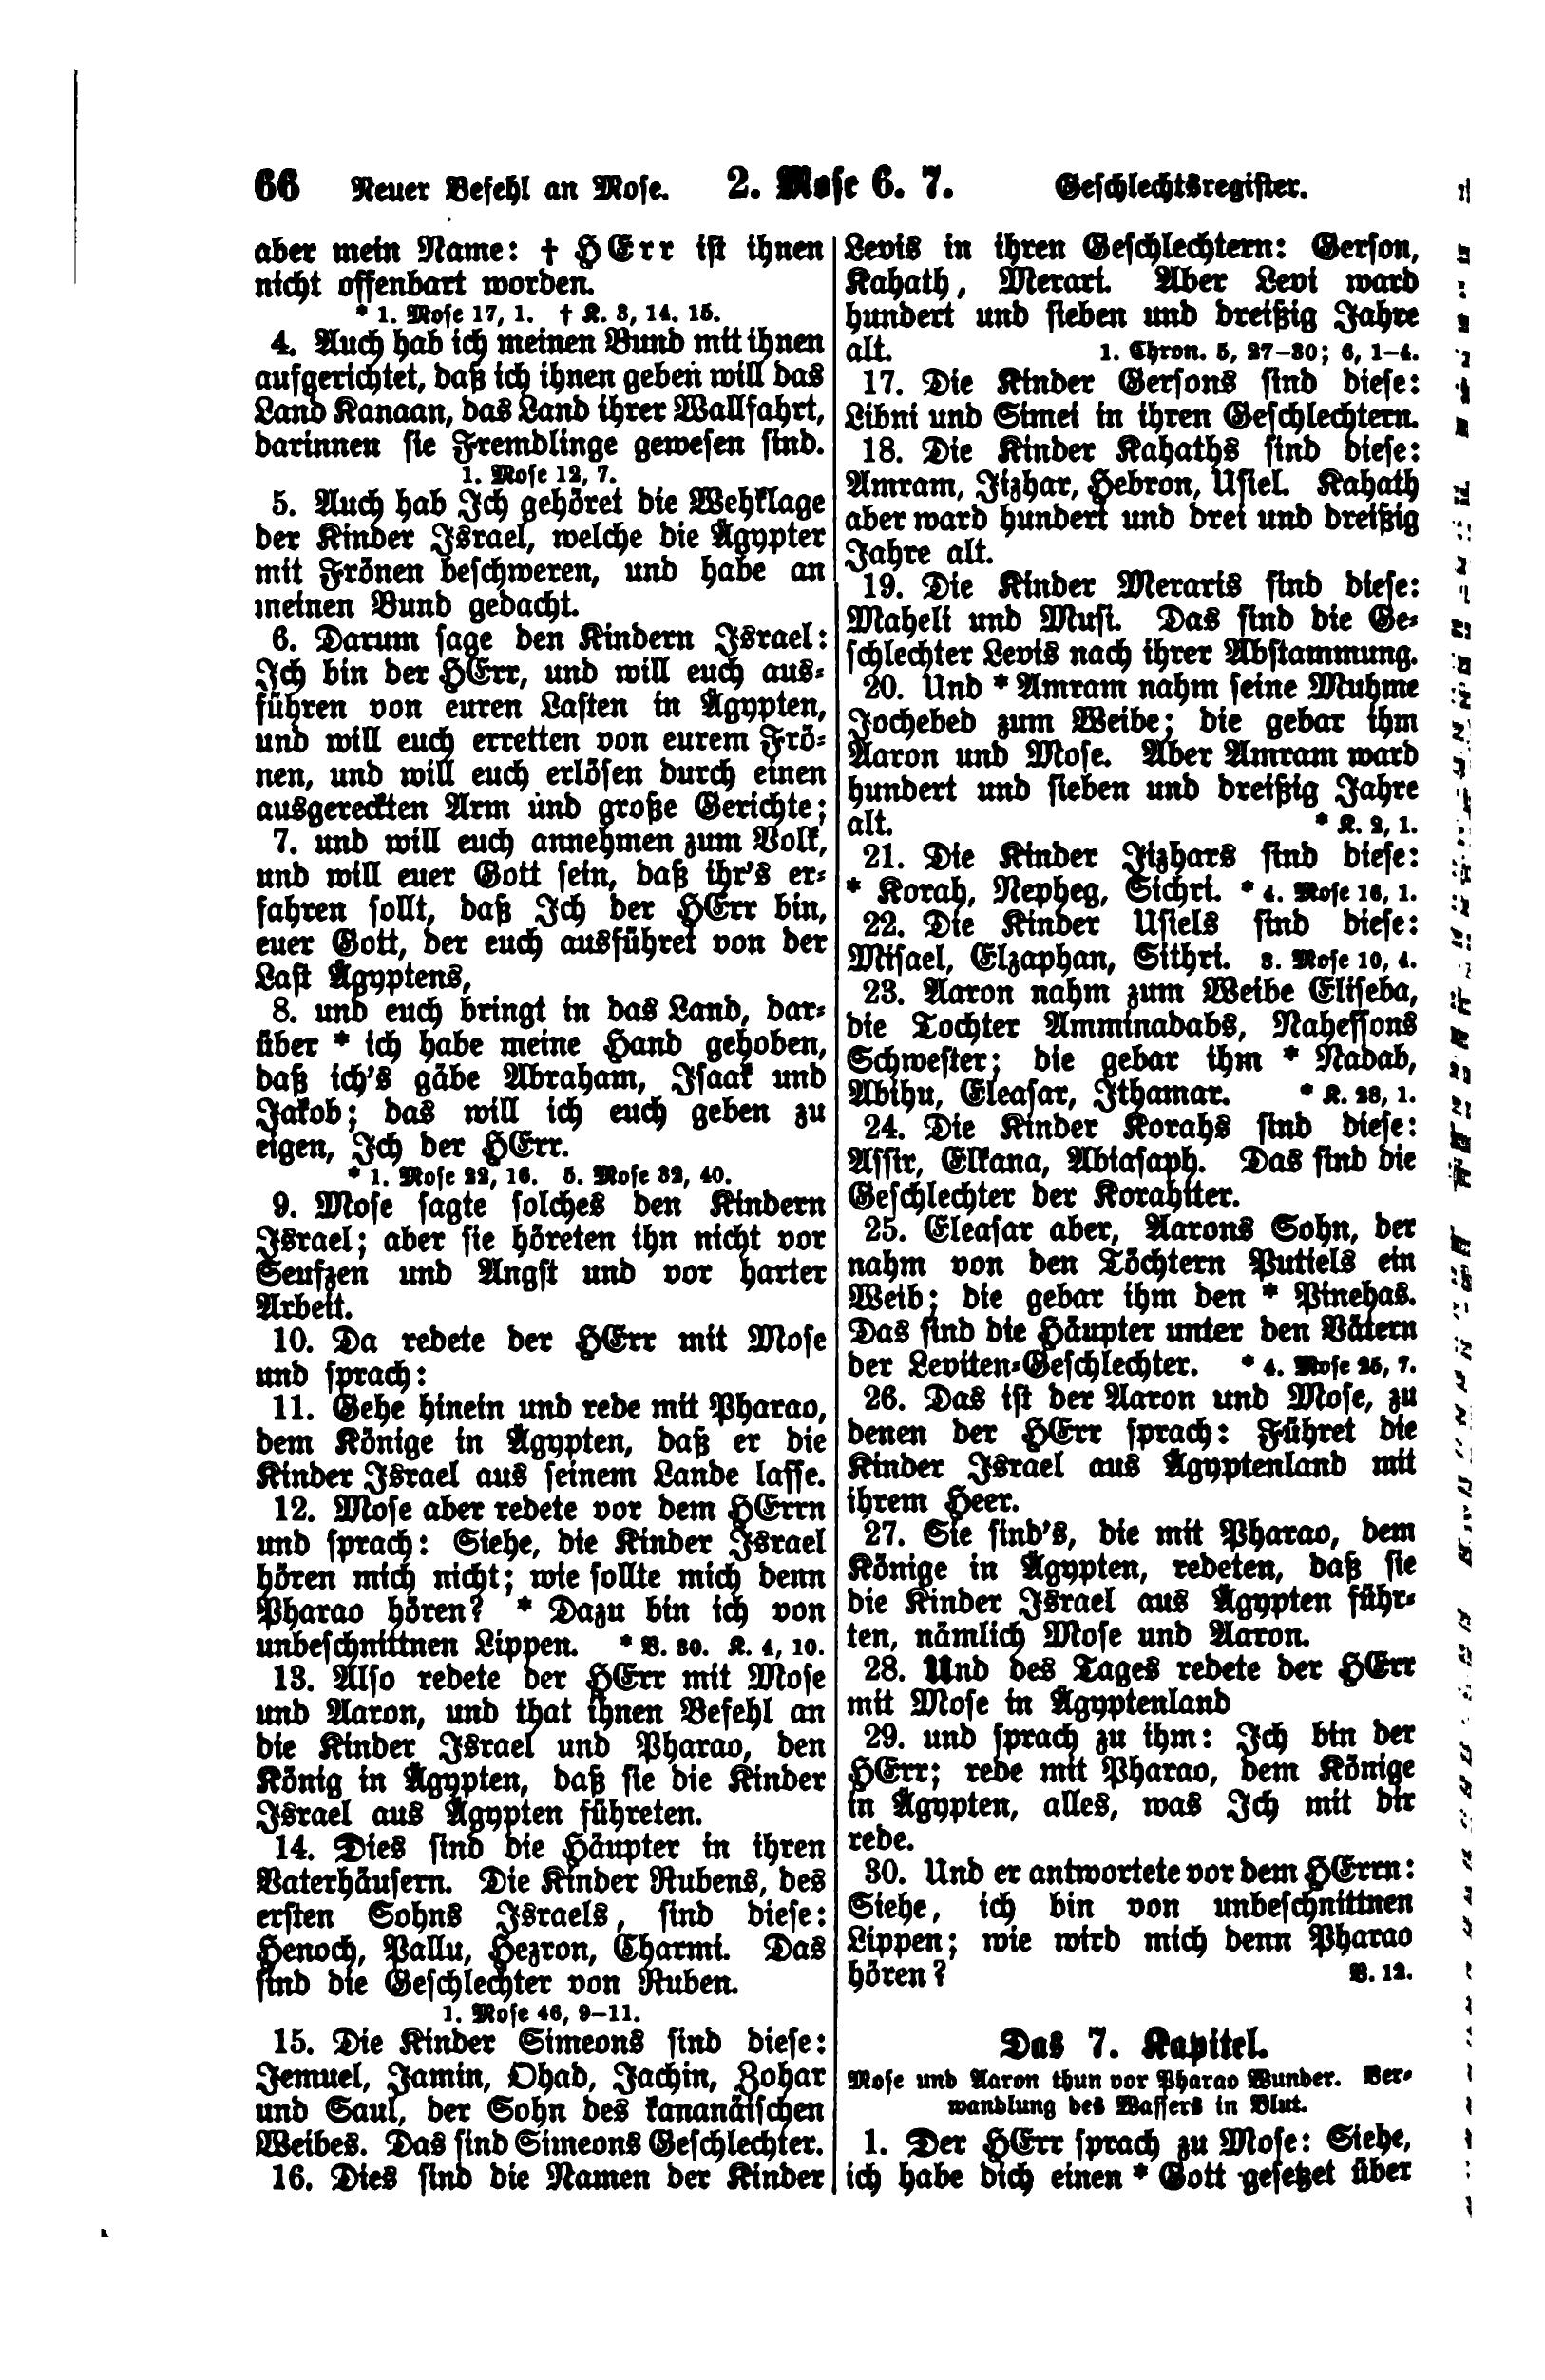 66 Neuer Befehl an Mose. 2. Mose 6. 7. Geschlechtsregister.
aber mein Name: † HErr ist ihnen
nicht offenbart worden.
* 1. Mose 17, 1. † K. 3, 14. 15.
4. Auch hab ich meinen Bund mit ihnen
aufgerichtet, daß ich ihnen geben will das
Land Kanaan, das Land ihrer Wallfahrt,
darinnen sie Fremdlinge gewesen sind.
1. Mose 12, 7.
5. Auch hab Ich gehöret die Wehklage
der Kinder Israel, welche die Ägypter
mit Frönen beschweren, und habe an
meinen Bund gedacht.
6. Darum sage den Kindern Israel:
Ich bin der HErr, und will euch aus-
führen von euren Lasten in Ägypten,
und will euch erretten von eurem Frö-
nen, und will euch erlösen durch einen
ausgereckten Arm und große Gerichte;
7. und will euch annehmen zum Volk,
und will euer Gott sein, daß ihr's er-
fahren sollt, daß Ich der HErr bin,
euer Gott, der euch ausführet von der
Last Ägyptens,
8. und euch bringt in das Land, dar-
über * ich habe meine Hand gehoben,
daß ich's gäbe Abraham, Isaak und
Jakob; das will ich euch geben zu
eigen, Ich der HErr.
* 1. Mose 22, 16. 5. Mose 32, 40.
9. Mose sagte solches den Kindern
Israel; aber sie höreten ihn nicht vor
Seufzen und Angst und vor harter
Arbeit.
10. Da redete der HErr mit Mose
und sprach:
11. Gehe hinein und rede mit Pharao,
dem Könige in Ägypten, daß er die
Kinder Israel aus seinem Lande lasse.
12. Mose aber redete vor dem HErrn
und sprach: Siehe, die Kinder Israel
hören mich nicht; wie sollte mich denn
Pharao hören? * Dazu bin ich von
unbeschnittnen Lippen. * V. 30. K. 4, 10.
13. Also redete der HErr mit Mose
und Aaron, und that ihnen Befehl an
die Kinder Israel und Pharao, den
König in Ägypten, daß sie die Kinder
Israel aus Ägypten führeten.
14. Dies sind die Häupter in ihren
Vaterhäusern. Die Kinder Rubens, des
ersten Sohns Israels, sind diese:
Henoch, Pallu, Hezron, Charmi. Das
sind die Geschlechter von Ruben.
1. Mose 46, 9–11.
15. Die Kinder Simeons sind diese:
Jemuel, Jamin, Ohad, Jachin, Zohar
und Saul, der Sohn des kananäischen
Weibes. Das sind Simeons Geschlechter.
16. Dies sind die Namen der Kinder
Levis in ihren Geschlechtern: Gerson,
Kahath, Merari. Aber Levi ward
hundert und sieben und dreißig Jahre
alt. 1. Chron. 5, 27–30; 6, 1–4.
17. Die Kinder Gersons sind diese:
Libni und Simei in ihren Geschlechtern.
18. Die Kinder Kahaths sind diese:
Amram, Jizhar, Hebron, Usiel. Kahath
aber ward hundert und drei und dreißig
Jahre alt.
19. Die Kinder Meraris sind diese:
Maheli und Musi. Das sind die Ge-
schlechter Levis nach ihrer Abstammung.
20. Und * Amram nahm seine Muhme
Jochebed zum Weibe; die gebar ihm
Aaron und Mose. Aber Amram ward
hundert und sieben und dreißig Jahre
alt. * K. 2, 1.
21. Die Kinder Jizhars sind diese:
* Korah, Nepheg, Sichri. * 4. Mose 16, 1.
22. Die Kinder Usiels sind diese:
Misael, Elzaphan, Sithri. 3. Mose 10, 4.
23. Aaron nahm zum Weibe Eliseba,
die Tochter Amminadabs, Nahessons
Schwester; die gebar ihm * Nadab,
Abihu, Eleasar, Ithamar. * K. 28, 1.
24. Die Kinder Korahs sind diese:
Assir, Elkana, Abiasaph. Das sind die
Geschlechter der Korahiter.
25. Eleasar aber, Aarons Sohn, der
nahm von den Töchtern Putiels ein
Weib; die gebar ihm den * Pinehas.
Das sind die Häupter unter den Vätern
der Leviten-Geschlechter. * 4. Mose 25, 7.
26. Das ist der Aaron und Mose, zu
denen der HErr sprach: Führet die
Kinder Israel aus Ägyptenland mit
ihrem Heer.
27. Sie sind's, die mit Pharao, dem
Könige in Ägypten, redeten, daß sie
die Kinder Israel aus Ägypten führ-
ten, nämlich Mose und Aaron.
28. Und des Tages redete der HErr
mit Mose in Ägyptenland
29. und sprach zu ihm: Ich bin der
HErr; rede mit Pharao, dem Könige
in Ägypten, alles, was Ich mit dir
rede.
30. Und er antwortete vor dem HErrn:
Siehe, ich bin von unbeschnittnen
Lippen; wie wird mich denn Pharao
hören? V. 12.
Das 7. Kapitel.
Mose und Aaron thun vor Pharao Wunder. Ver-
wandlung des Wassers in Blut.
1. Der HErr sprach zu Mose: Siehe,
ich habe dich einen * Gott gesetzet über